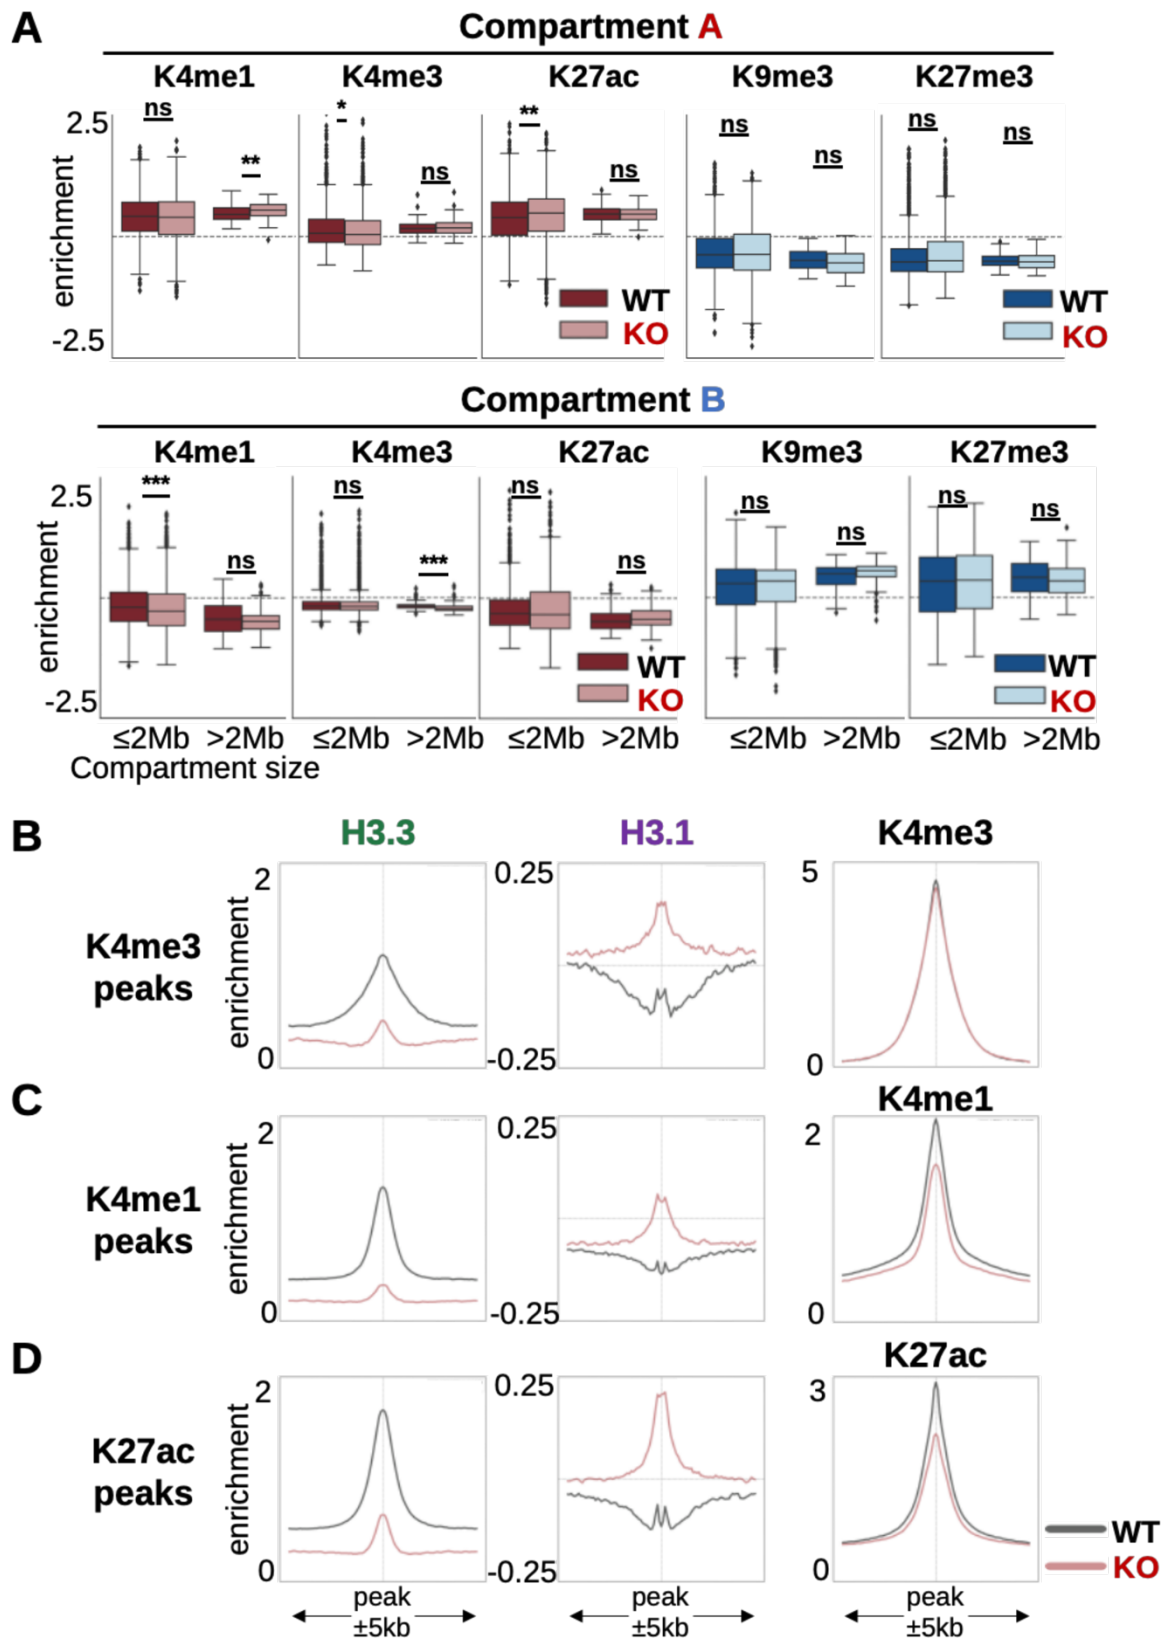 A
Compartment A
K4me1 K4me3 K27ac K9me3 K27me3
2.5
enrichment
-2.5
ns ** * ns ** ns ns ns ns ns
WT
KO
WT
KO
Compartment B
K4me1 K4me3 K27ac K9me3 K27me3
2.5
enrichment
-2.5
*** ns ns *** ns ns ns ns ns ns
WT
KO
WT
KO
≤2Mb >2Mb ≤2Mb >2Mb ≤2Mb >2Mb ≤2Mb >2Mb ≤2Mb >2Mb
Compartment size
B
H3.3 H3.1 K4me3
K4me3
peaks
enrichment
2
0
0.25
-0.25
5
0
C
K4me1
K4me1
peaks
enrichment
2
0
0.25
-0.25
2
0
D
K27ac
K27ac
peaks
enrichment
2
0
0.25
-0.25
3
0
WT
KO
peak peak peak
±5kb ±5kb ±5kb